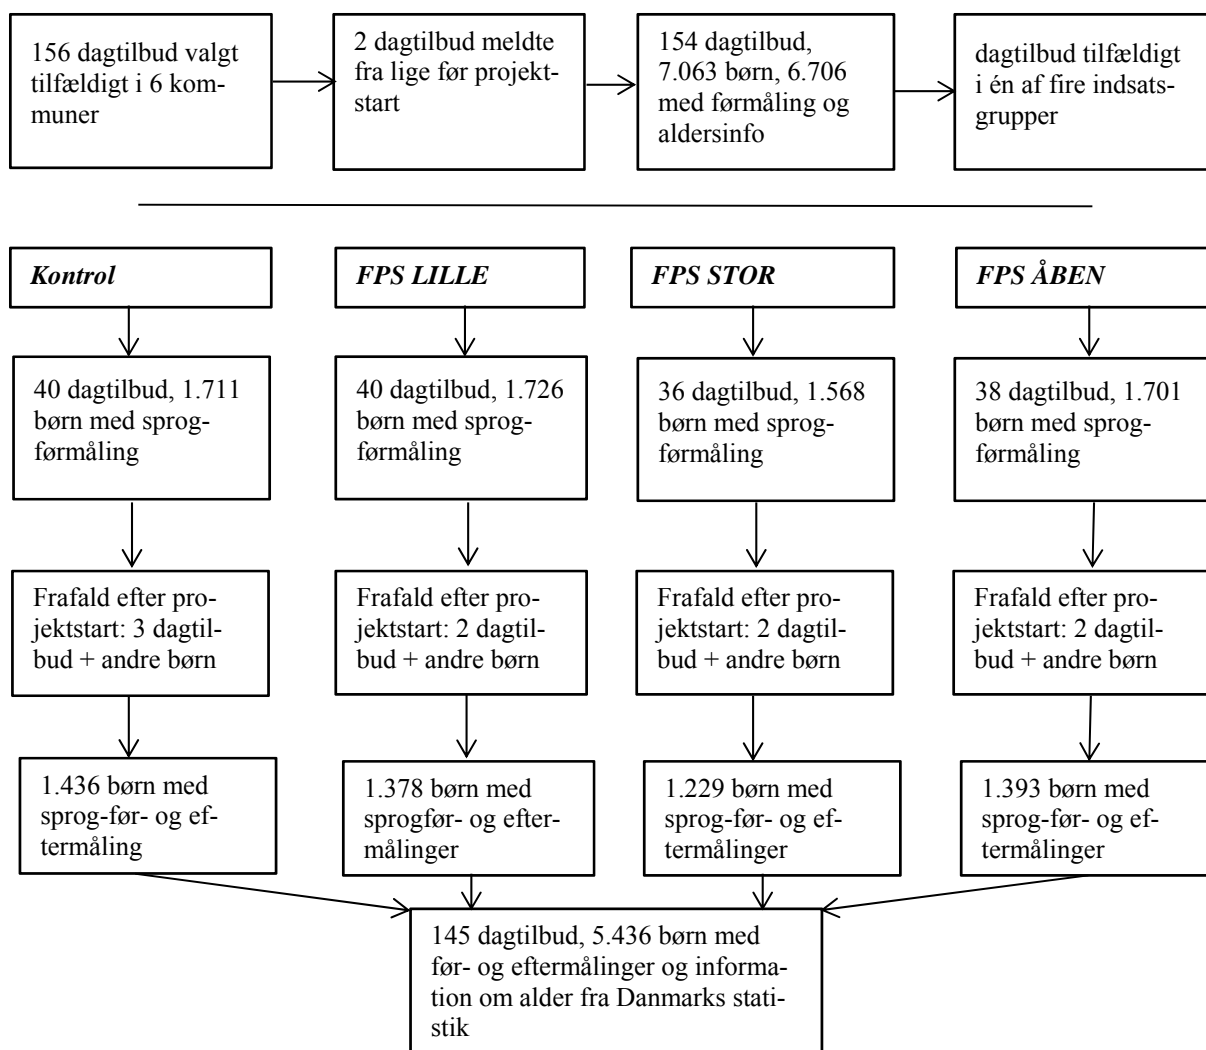 156 dagtilbud valgt
tilfældigt i 6 kom-
muner
2 dagtilbud meldte
fra lige før projekt-
start
154 dagtilbud,
7.063 børn, 6.706
med førmåling og
aldersinfo
dagtilbud tilfældigt
i én af fire indsats-
grupper
Kontrol
FPS LILLE
FPS STOR
FPS ÅBEN
40 dagtilbud, 1.711
børn med sprog-
førmåling
40 dagtilbud, 1.726
børn med sprog-
førmåling
36 dagtilbud, 1.568
børn med sprog-
førmåling
38 dagtilbud, 1.701
børn med sprog-
førmåling
Frafald efter pro-
jektstart: 3 dagtil-
bud + andre børn
Frafald efter pro-
jektstart: 2 dagtil-
bud + andre børn
Frafald efter pro-
jektstart: 2 dagtil-
bud + andre børn
Frafald efter pro-
jektstart: 2 dagtil-
bud + andre børn
1.436 børn med
sprog-før- og ef-
termåling
1.378 børn med
sprogfør- og efter-
målinger
1.229 børn med
sprog-før- og ef-
termålinger
1.393 børn med
sprog-før- og ef-
termålinger
145 dagtilbud, 5.436 børn med
før- og eftermålinger og informa-
tion om alder fra Danmarks stati-
stik